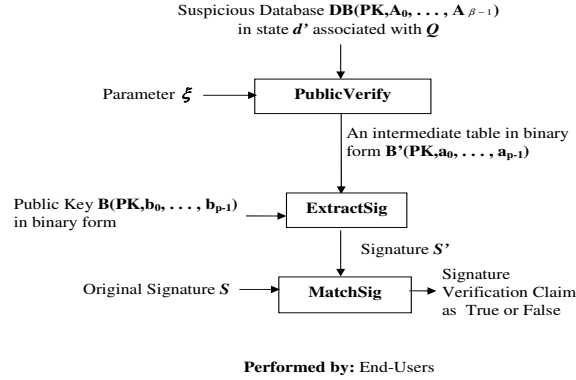 Suspicious Database DB(PK,A₀, . . . , A β−1)
in state d’ associated with Q
Parameter ξ
PublicVerify
An intermediate table in binary
form B’(PK,a₀, . . . , aₚ₋₁)
Public Key B(PK,b₀, . . . , bₚ₋₁)
in binary form
ExtractSig
Signature S’
Original Signature S
MatchSig
Signature
Verification Claim
as True or False
Performed by: End-Users